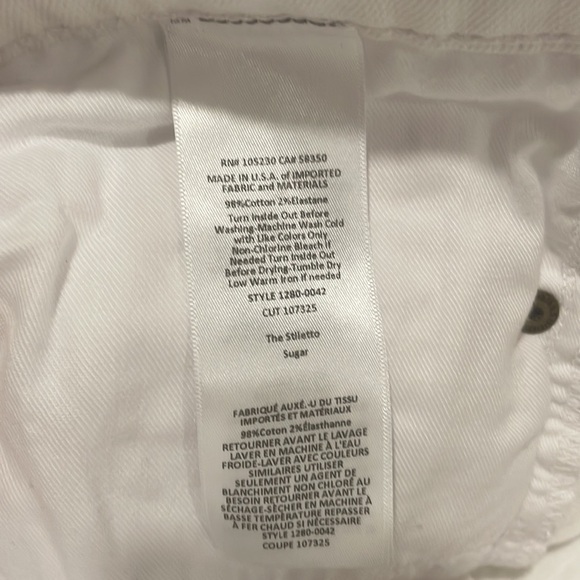 RN# 105230 CA# 58350
MADE IN U.S.A. of IMPORTED
FABRIC and MATERIALS
98%Cotton 2%Elastane
Turn Inside Out Before
Washing-Machine Wash Cold
with Like Colors Only
Non-Chlorine Bleach If
Needed Turn Inside Out
Before Drying-Tumble Dry
Low Warm Iron if needed
STYLE 1280-0042
CUT 107325
The Stiletto
Sugar
FABRIQUÉ AUXÉ.-U DU TISSU
IMPORTÉS ET MATÉRIAUX
98%Coton 2%Élasthanne
RETOURNER AVANT LE LAVAGE
LAVER EN MACHINE À L'EAU
FROIDE-LAVER AVEC COULEURS
SIMILAIRES UTILISER
SEULEMENT UN AGENT DE
BLANCHIMENT NON CHLORÉ AU
BESOIN RETOURNER AVANT LE
SÉCHAGE-SÉCHER EN MACHINE À
BASSE TEMPÉRATURE REPASSER
À FER CHAUD SI NÉCESSAIRE
STYLE 1280-0042
COUPE 107325